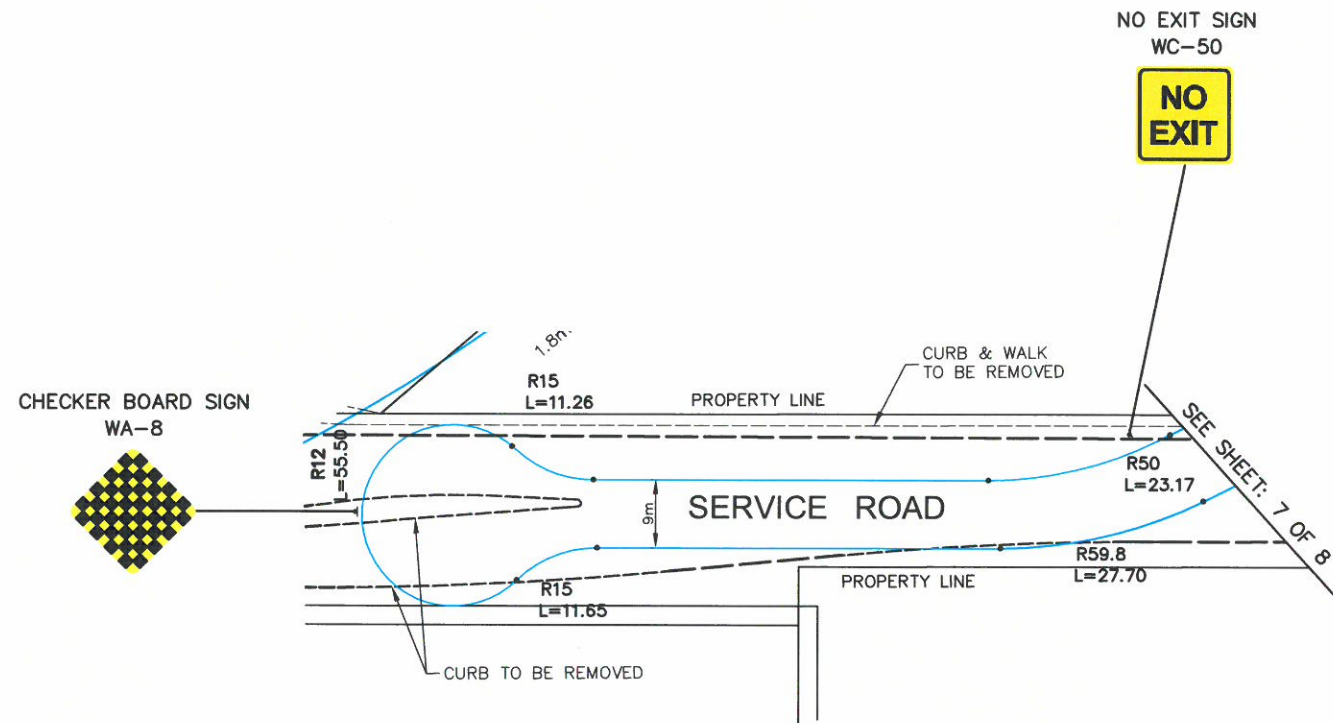 NO EXIT SIGN
WC-50
NO
EXIT
1.8m
CURB & WALK
TO BE REMOVED
R15
L=11.26
PROPERTY LINE
CHECKER BOARD SIGN
WA-8
R12
L=55.50
SEE SHEET: 7 OF 8
R50
L=23.17
9m
SERVICE ROAD
R59.8
L=27.70
PROPERTY LINE
R15
L=11.65
CURB TO BE REMOVED